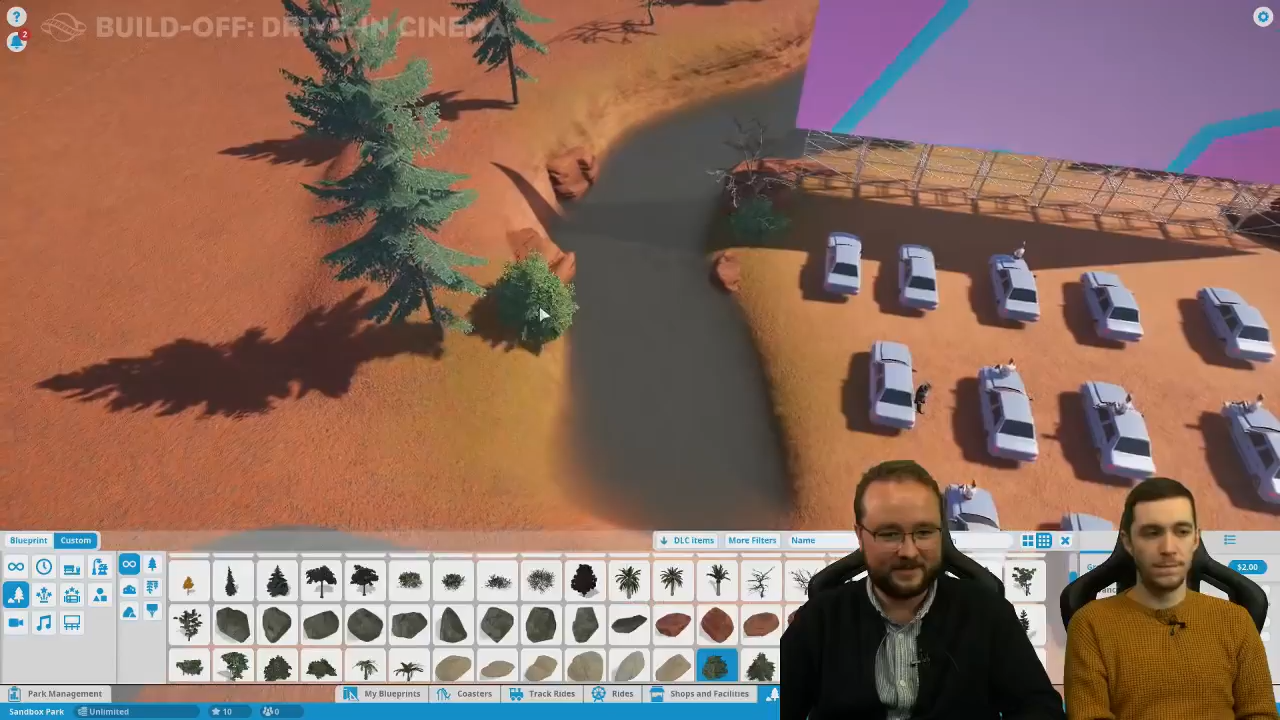 ?
2
BUILD-OFF: DRIVE-IN CINEMA
Blueprint
Custom
DLC items
More Filters
Name
$2.00
Park Management
My Blueprints
Coasters
Track Rides
Rides
Shops and Facilities
Sandbox Park
Unlimited
10
0